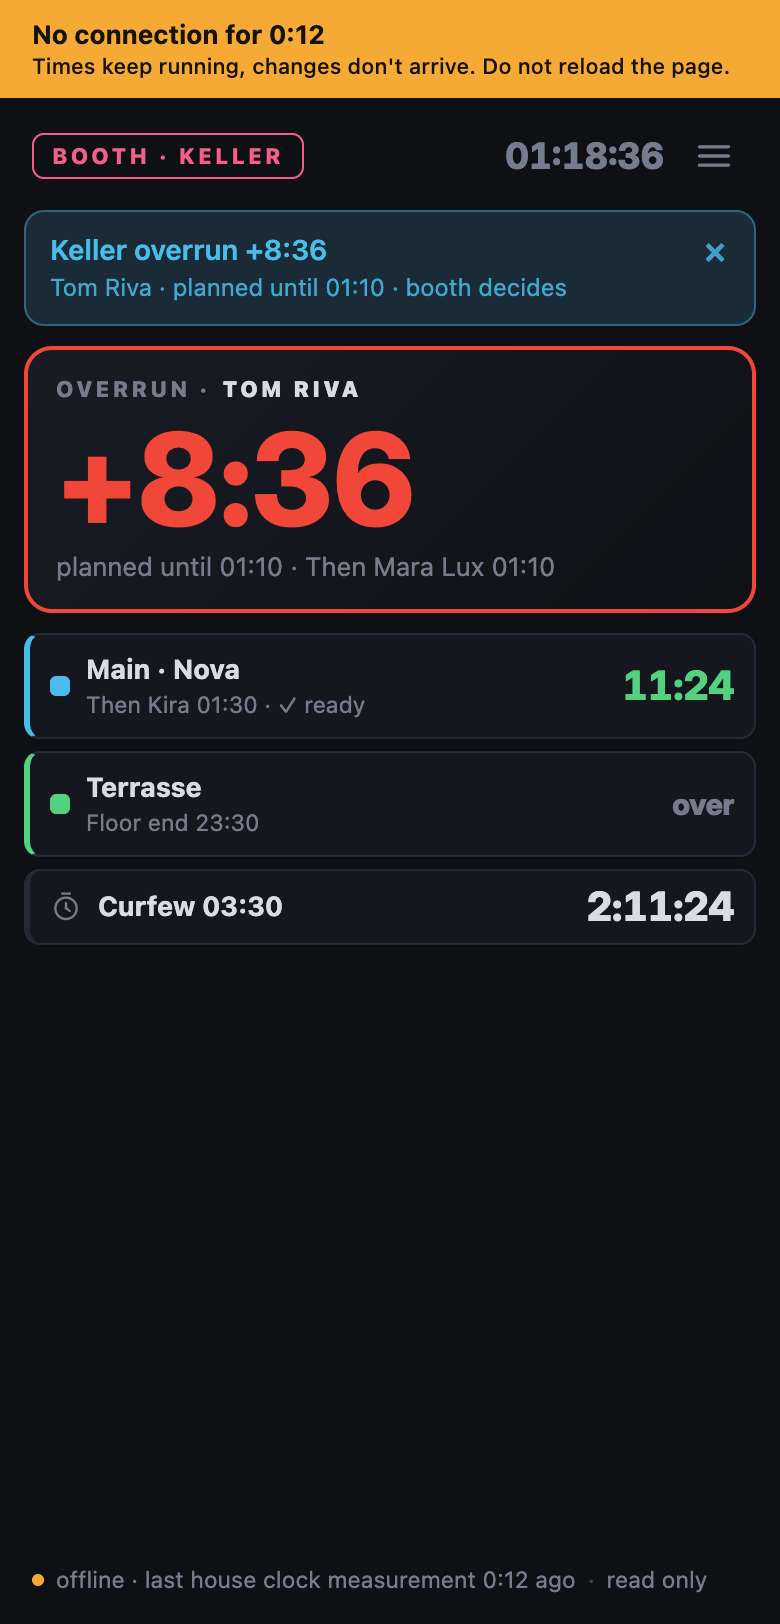 No connection for 0:12
Times keep running, changes don't arrive. Do not reload the page.
BOOTH · KELLER
01:18:36
Keller overrun +8:36
Tom Riva · planned until 01:10 · booth decides
OVERRUN · TOM RIVA
+8:36
planned until 01:10 · Then Mara Lux 01:10
Main · Nova
Then Kira 01:30 · ✓ ready
11:24
Terrasse
Floor end 23:30
over
Curfew 03:30
2:11:24
offline · last house clock measurement 0:12 ago · read only